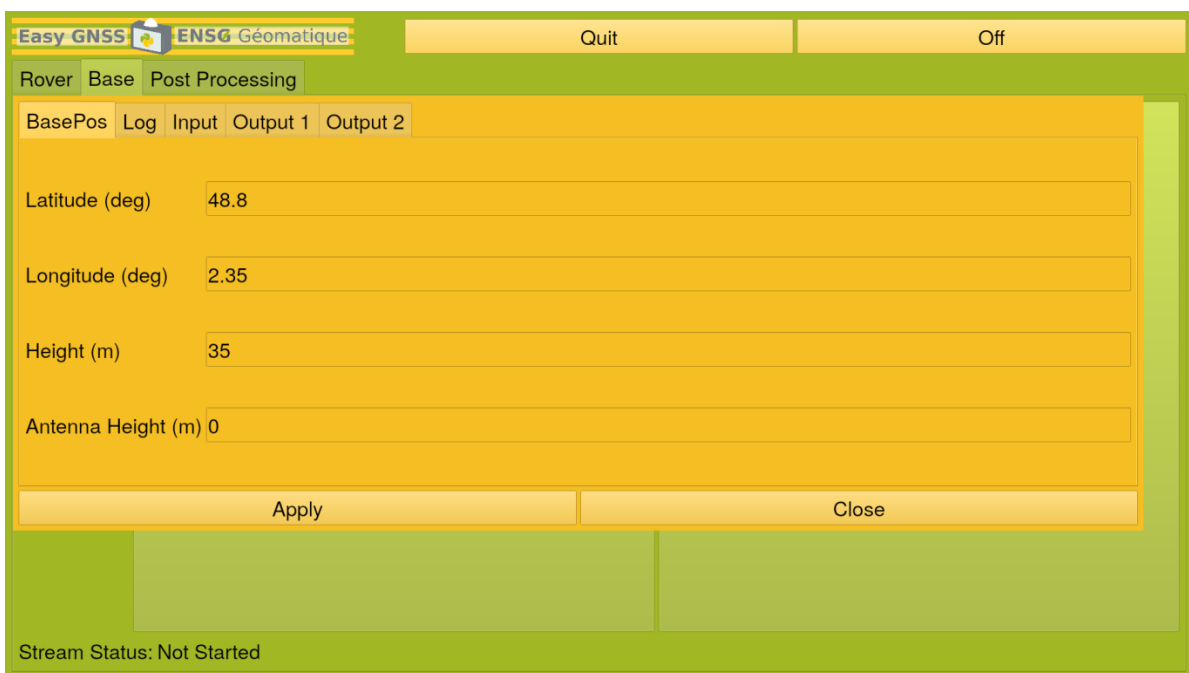 Easy GNSS ENSG Géomatique Quit Off
Rover Base Post Processing
BasePos Log Input Output 1 Output 2
Latitude (deg) 48.8
Longitude (deg) 2.35
Height (m) 35
Antenna Height (m) 0
Apply Close
Stream Status: Not Started